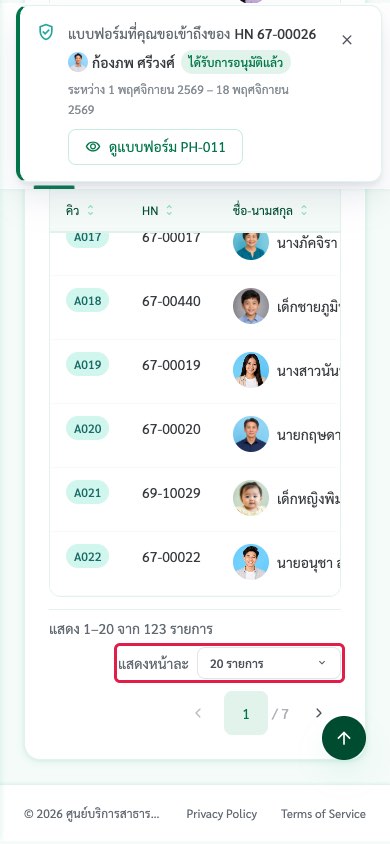 แบบฟอร์มที่คุณขอเข้าถึงของ HN 67-00026
ก้องภพ ศรีวงศ์ ได้รับการอนุมัติแล้ว
ระหว่าง 1 พฤศจิกายน 2569 – 18 พฤศจิกายน
2569
ดูแบบฟอร์ม PH-011
คิว HN ชื่อ-นามสกุล
A017 67-00017 นางภัคจิรา
A018 67-00440 เด็กชายภูมิ
A019 67-00019 นางสาวนัน
A020 67-00020 นายกฤษดา
A021 69-10029 เด็กหญิงพิม
A022 67-00022 นายอนุชา
แสดง 1–20 จาก 123 รายการ
แสดงหน้าละ 20 รายการ
1 / 7
© 2026 ศูนย์บริการสาธาร... Privacy Policy Terms of Service